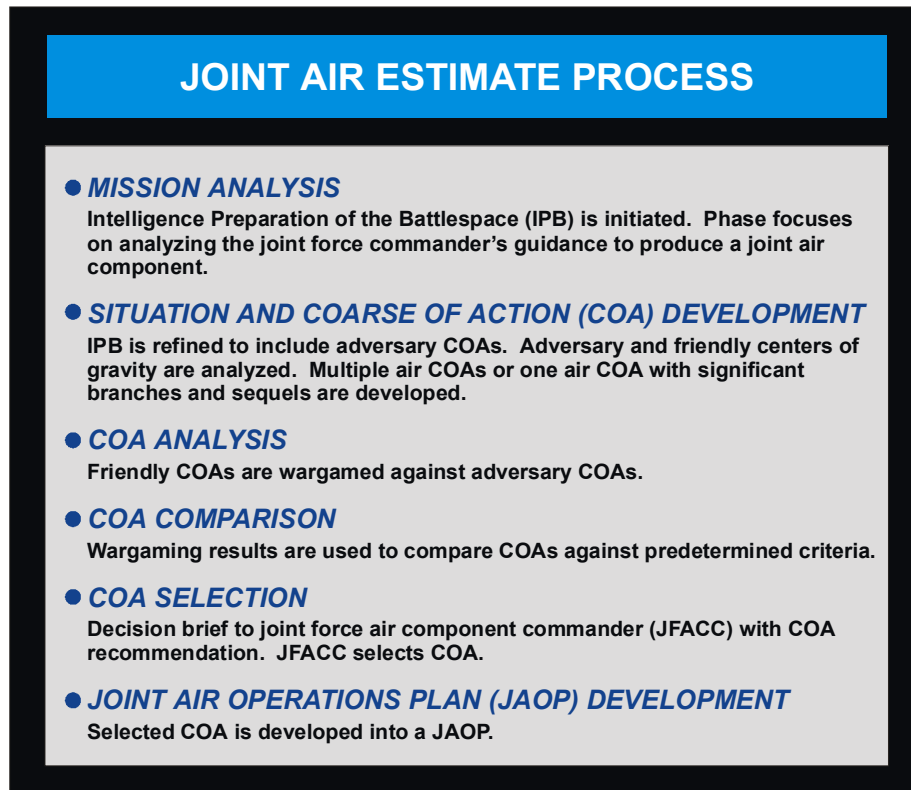 JOINT AIR ESTIMATE PROCESS
MISSION ANALYSIS
Intelligence Preparation of the Battlespace (IPB) is initiated. Phase focuses
on analyzing the joint force commander's guidance to produce a joint air
component.
SITUATION AND COARSE OF ACTION (COA) DEVELOPMENT
IPB is refined to include adversary COAs. Adversary and friendly centers of
gravity are analyzed. Multiple air COAs or one air COA with significant
branches and sequels are developed.
COA ANALYSIS
Friendly COAs are wargamed against adversary COAs.
COA COMPARISON
Wargaming results are used to compare COAs against predetermined criteria.
COA SELECTION
Decision brief to joint force air component commander (JFACC) with COA
recommendation. JFACC selects COA.
JOINT AIR OPERATIONS PLAN (JAOP) DEVELOPMENT
Selected COA is developed into a JAOP.